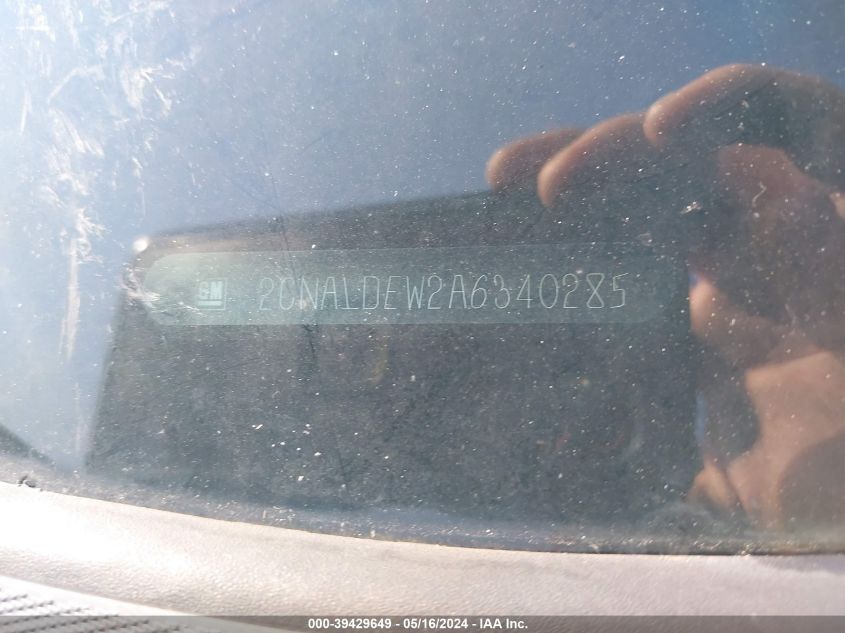 GM 2CNALDEW2A6340285
000-39429649 - 05/16/2024 - IAA Inc.